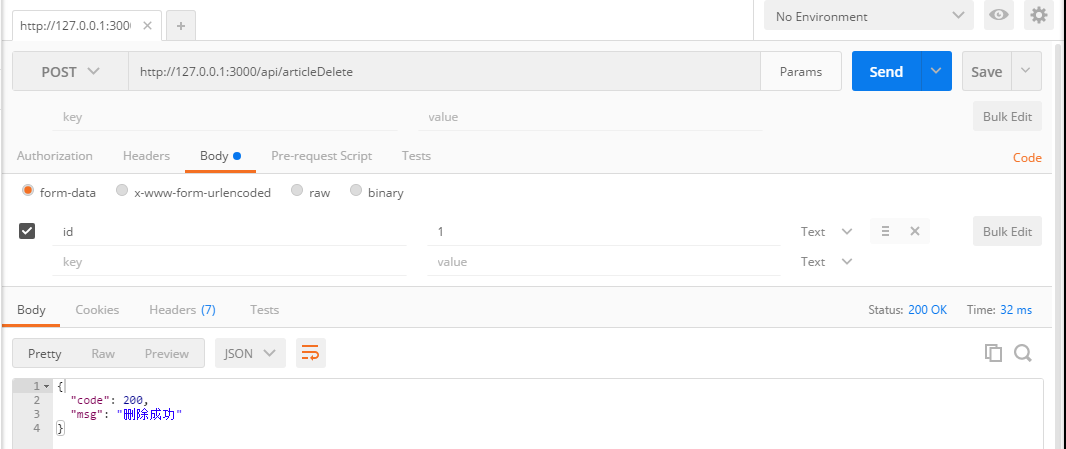 http://127.0.0.1:300
No Environment
POST http://127.0.0.1:3000/api/articleDelete Params Send Save
key value Bulk Edit
Authorization Headers Body Pre-request Script Tests Code
form-data x-www-form-urlencoded raw binary
id 1 Text Bulk Edit
key value Text
Body Cookies Headers (7) Tests Status: 200 OK Time: 32 ms
Pretty Raw Preview JSON
1 {
2 "code": 200,
3 "msg": "删除成功"
4 }